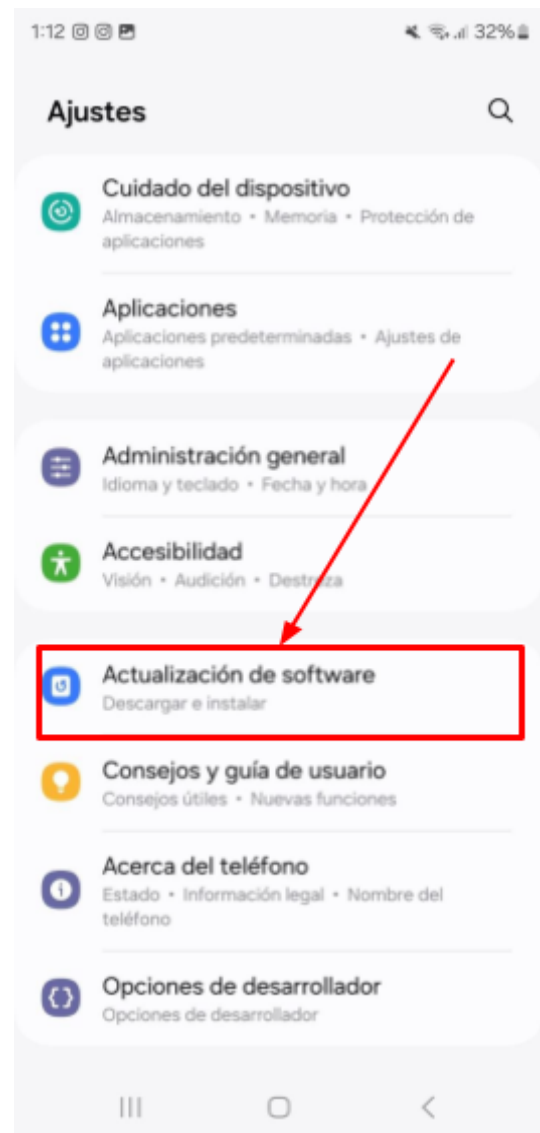 1:12 32%
Ajustes
Cuidado del dispositivo
Almacenamiento • Memoria • Protección de
aplicaciones
Aplicaciones
Aplicaciones predeterminadas • Ajustes de
aplicaciones
Administración general
Idioma y teclado • Fecha y hora
Accesibilidad
Visión • Audición • Destreza
Actualización de software
Descargar e instalar
Consejos y guía de usuario
Consejos útiles • Nuevas funciones
Acerca del teléfono
Estado • Información legal • Nombre del
teléfono
Opciones de desarrollador
Opciones de desarrollador